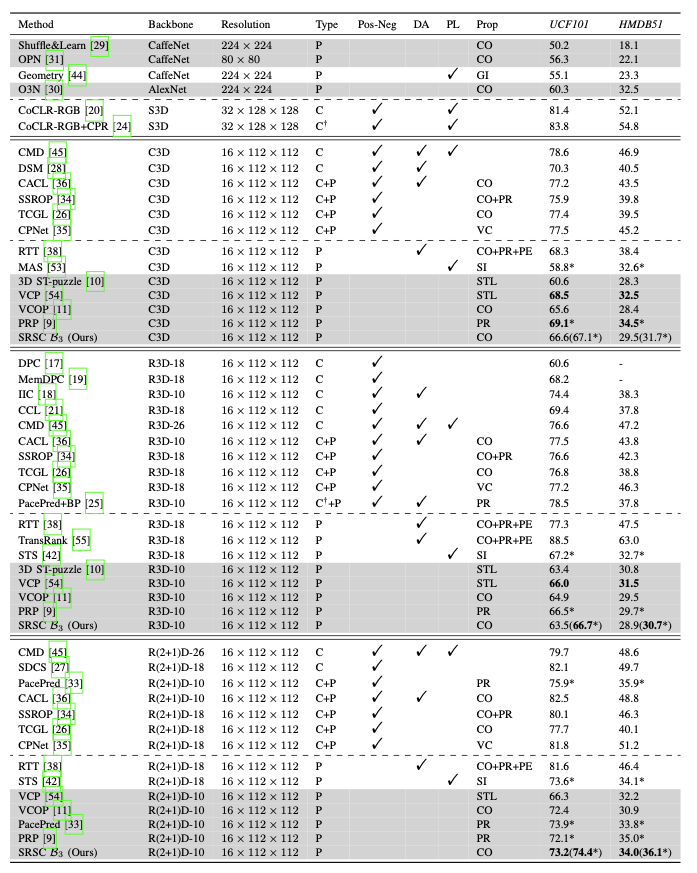 Method Backbone Resolution Type Pos-Neg DA PL Prop UCF101 HMDB51
Shuffle&Learn [29] CaffeNet 224 × 224 P CO 50.2 18.1
OPN [31] CaffeNet 80 × 80 P CO 56.3 22.1
Geometry [44] CaffeNet 224 × 224 P ✓ GI 55.1 23.3
O3N [30] AlexNet 224 × 224 P CO 60.3 32.5
CoCLR-RGB [20] S3D 32 × 128 × 128 C ✓ ✓ 81.4 52.1
CoCLR-RGB+CPR [24] S3D 32 × 128 × 128 C† ✓ ✓ 83.8 54.8
CMD [45] C3D 16 × 112 × 112 C ✓ ✓ ✓ 78.6 46.9
DSM [28] C3D 16 × 112 × 112 C ✓ ✓ 70.3 40.5
CACL [36] C3D 16 × 112 × 112 C+P ✓ ✓ CO 77.2 43.5
SSROP [34] C3D 16 × 112 × 112 C+P ✓ CO+PR 75.9 39.8
TCGL [26] C3D 16 × 112 × 112 C+P ✓ CO 77.4 39.5
CPNet [35] C3D 16 × 112 × 112 C+P ✓ VC 77.5 45.2
RTT [38] C3D 16 × 112 × 112 P ✓ CO+PR+PE 68.3 38.4
MAS [53] C3D 16 × 112 × 112 P ✓ SI 58.8* 32.6*
3D ST-puzzle [10] C3D 16 × 112 × 112 P STL 60.6 28.3
VCP [54] C3D 16 × 112 × 112 P STL 68.5 32.5
VCOP [11] C3D 16 × 112 × 112 P CO 65.6 28.4
PRP [9] C3D 16 × 112 × 112 P PR 69.1* 34.5*
SRSC B3 (Ours) C3D 16 × 112 × 112 P CO 66.6(67.1*) 29.5(31.7*)
DPC [17] R3D-18 16 × 112 × 112 C ✓ 60.6 -
MemDPC [19] R3D-18 16 × 112 × 112 C ✓ 68.2 -
IIC [18] R3D-10 16 × 112 × 112 C ✓ ✓ 74.4 38.3
CCL [21] R3D-18 16 × 112 × 112 C ✓ 69.4 37.8
CMD [45] R3D-26 16 × 112 × 112 C ✓ ✓ ✓ 76.6 47.2
CACL [36] R3D-10 16 × 112 × 112 C+P ✓ ✓ CO 77.5 43.8
SSROP [34] R3D-18 16 × 112 × 112 C+P ✓ CO+PR 76.6 42.3
TCGL [26] R3D-18 16 × 112 × 112 C+P ✓ CO 76.8 38.8
CPNet [35] R3D-18 16 × 112 × 112 C+P ✓ VC 77.2 46.3
PacePred+BP [25] R3D-10 16 × 112 × 112 C†+P ✓ ✓ PR 78.5 37.8
RTT [38] R3D-18 16 × 112 × 112 P ✓ CO+PR+PE 77.3 47.5
TransRank [55] R3D-18 16 × 112 × 112 P ✓ CO+PR+PE 88.5 63.0
STS [42] R3D-18 16 × 112 × 112 P ✓ SI 67.2* 32.7*
3D ST-puzzle [10] R3D-10 16 × 112 × 112 P STL 63.4 30.8
VCP [54] R3D-10 16 × 112 × 112 P STL 66.0 31.5
VCOP [11] R3D-10 16 × 112 × 112 P CO 64.9 29.5
PRP [9] R3D-10 16 × 112 × 112 P PR 66.5* 29.7*
SRSC B3 (Ours) R3D-10 16 × 112 × 112 P CO 63.5(66.7*) 28.9(30.7*)
CMD [45] R(2+1)D-26 16 × 112 × 112 C ✓ ✓ ✓ 79.7 48.6
SDCS [27] R(2+1)D-18 16 × 112 × 112 C ✓ 82.1 49.7
PacePred [33] R(2+1)D-10 16 × 112 × 112 C+P ✓ PR 75.9* 35.9*
CACL [36] R(2+1)D-10 16 × 112 × 112 C+P ✓ ✓ CO 82.5 48.8
SSROP [34] R(2+1)D-18 16 × 112 × 112 C+P ✓ CO+PR 80.1 46.3
TCGL [26] R(2+1)D-18 16 × 112 × 112 C+P ✓ CO 77.7 40.1
CPNet [35] R(2+1)D-18 16 × 112 × 112 C+P ✓ VC 81.8 51.2
RTT [38] R(2+1)D-18 16 × 112 × 112 P ✓ CO+PR+PE 81.6 46.4
STS [42] R(2+1)D-18 16 × 112 × 112 P ✓ SI 73.6* 34.1*
VCP [54] R(2+1)D-10 16 × 112 × 112 P STL 66.3 32.2
VCOP [11] R(2+1)D-10 16 × 112 × 112 P CO 72.4 30.9
PacePred [33] R(2+1)D-10 16 × 112 × 112 P PR 73.9* 33.8*
PRP [9] R(2+1)D-10 16 × 112 × 112 P PR 72.1* 35.0*
SRSC B3 (Ours) R(2+1)D-10 16 × 112 × 112 P CO 73.2(74.4*) 34.0(36.1*)